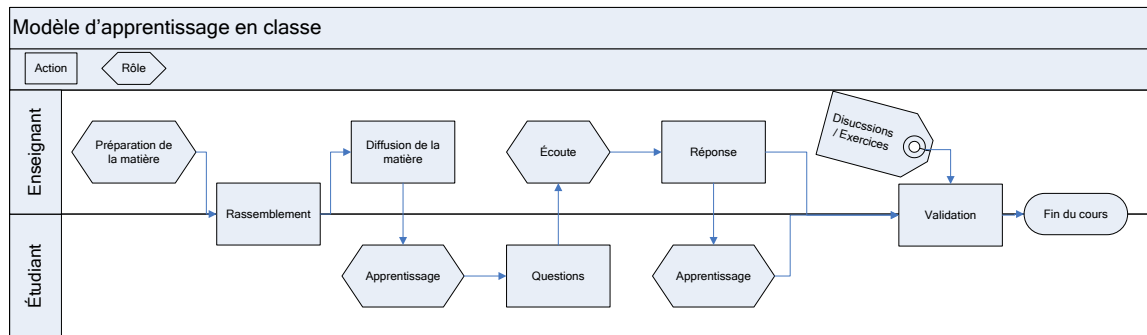 Modèle d'apprentissage en classe
Action
Rôle
Enseignant
Préparation de
la matière
Rassemblement
Diffusion de la
matière
Écoute
Réponse
Disucssions
/ Exercices
Validation
Fin du cours
Étudiant
Apprentissage
Questions
Apprentissage